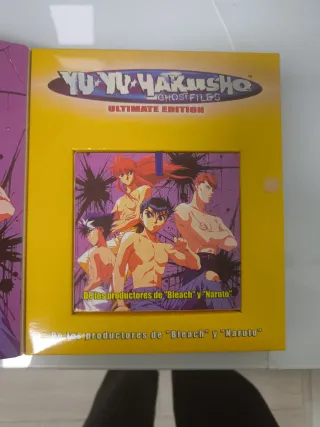 YU YU HAKUSHO
GHOST FILES
ULTIMATE EDITION
De los productores de "Bleach" y "Naruto"
De los productores de "Bleach" y "Naruto"